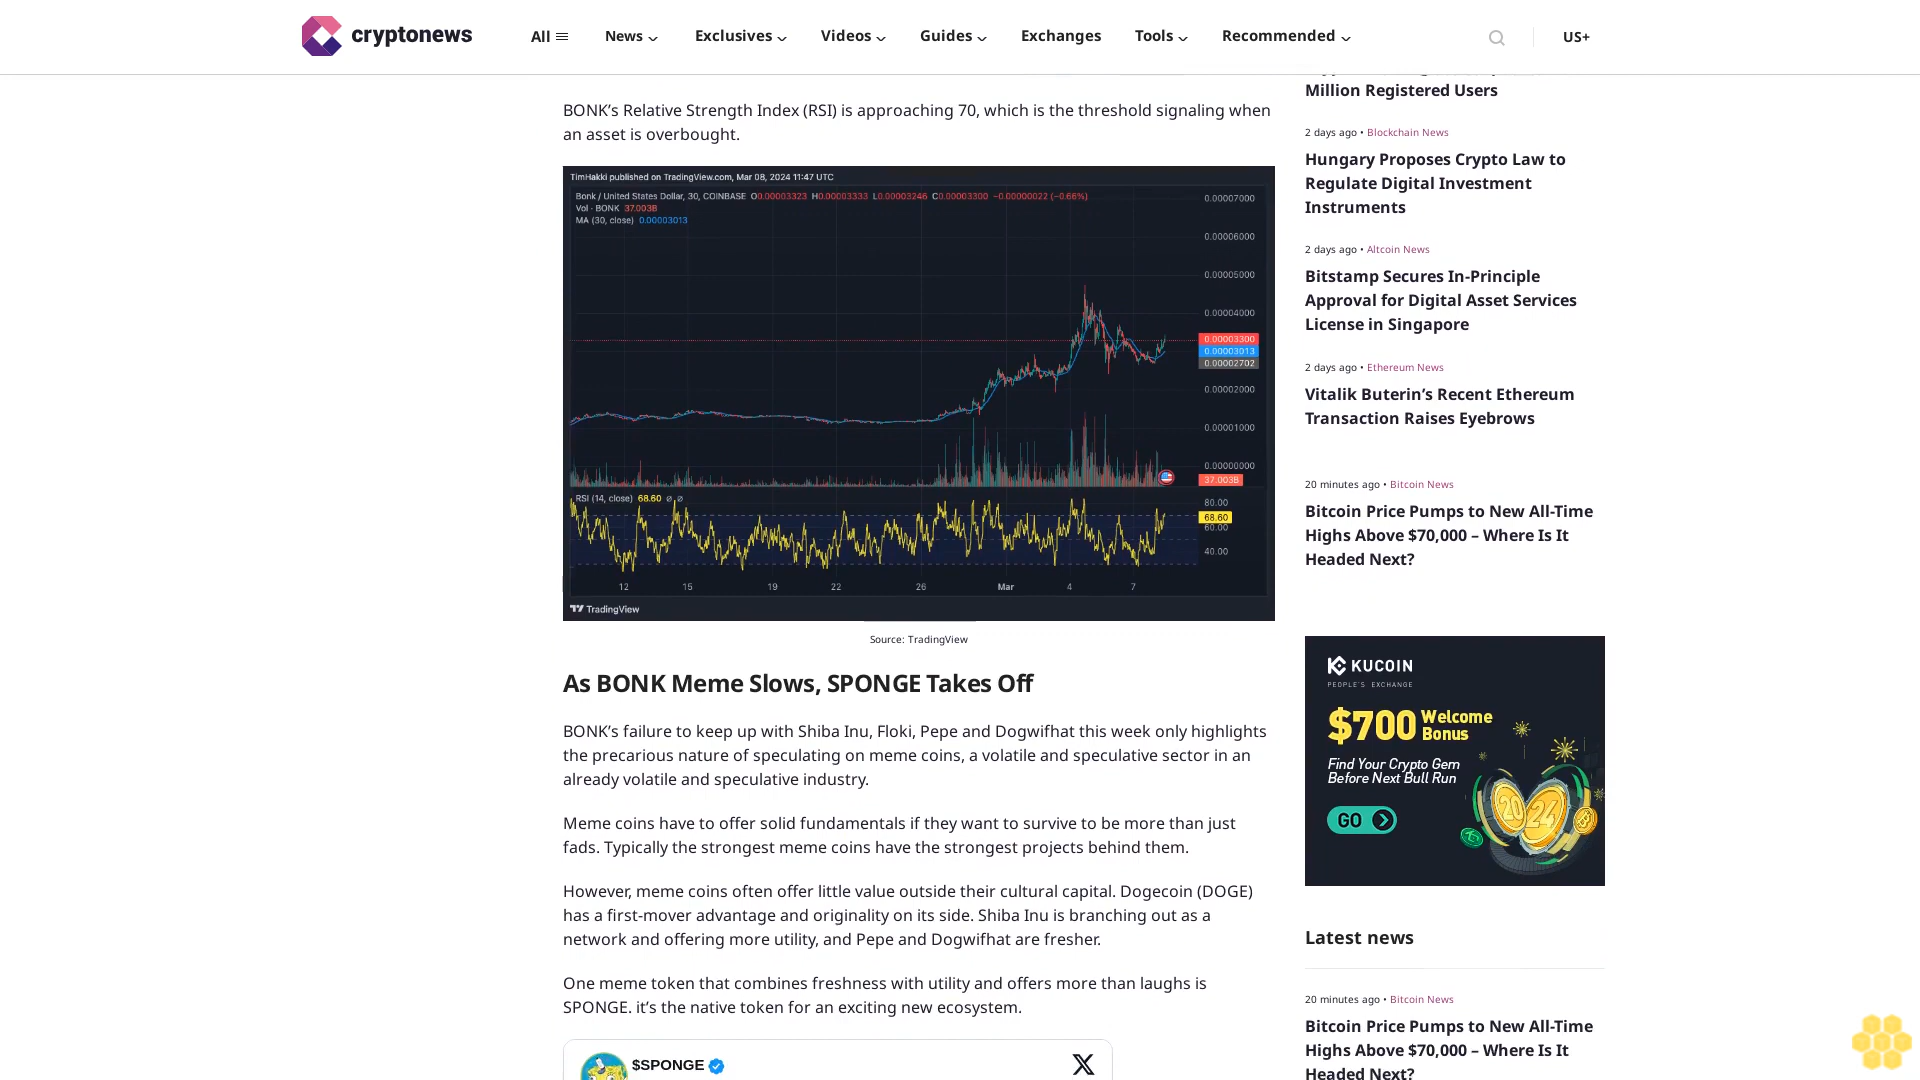 cryptonews
All
News
Exclusives
Videos
Guides
Exchanges
Tools
Recommended
US+
BONK’s Relative Strength Index (RSI) is approaching 70, which is the threshold signaling when
an asset is overbought.
TimHakki published on TradingView.com, Mar 08, 2024 11:47 UTC
Bonk / United States Dollar, 30, COINBASE O0.00003323 H0.00003333 L0.00003246 C0.00003300 −0.00000022 (−0.66%)
Vol · BONK 37.003B
MA (30, close) 0.00003013
0.00007000
0.00006000
0.00005000
0.00004000
0.00003300
0.00003013
0.00002702
0.00002000
0.00001000
0.00000000
37.003B
RSI (14, close) 68.60 ∅ ∅
80.00
68.60
60.00
40.00
12 15 19 22 26 Mar 4 7
TradingView
Source: TradingView
As BONK Meme Slows, SPONGE Takes Off
BONK’s failure to keep up with Shiba Inu, Floki, Pepe and Dogwifhat this week only highlights
the precarious nature of speculating on meme coins, a volatile and speculative sector in an
already volatile and speculative industry.
Meme coins have to offer solid fundamentals if they want to survive to be more than just
fads. Typically the strongest meme coins have the strongest projects behind them.
However, meme coins often offer little value outside their cultural capital. Dogecoin (DOGE)
has a first-mover advantage and originality on its side. Shiba Inu is branching out as a
network and offering more utility, and Pepe and Dogwifhat are fresher.
One meme token that combines freshness with utility and offers more than laughs is
SPONGE. it’s the native token for an exciting new ecosystem.
$SPONGE
Million Registered Users
2 days ago • Blockchain News
Hungary Proposes Crypto Law to
Regulate Digital Investment
Instruments
2 days ago • Altcoin News
Bitstamp Secures In-Principle
Approval for Digital Asset Services
License in Singapore
2 days ago • Ethereum News
Vitalik Buterin’s Recent Ethereum
Transaction Raises Eyebrows
20 minutes ago • Bitcoin News
Bitcoin Price Pumps to New All-Time
Highs Above $70,000 – Where Is It
Headed Next?
KUCOIN
PEOPLE'S EXCHANGE
$700 Welcome
Bonus
Find Your Crypto Gem
Before Next Bull Run
GO
20 24
Latest news
20 minutes ago • Bitcoin News
Bitcoin Price Pumps to New All-Time
Highs Above $70,000 – Where Is It
Headed Next?